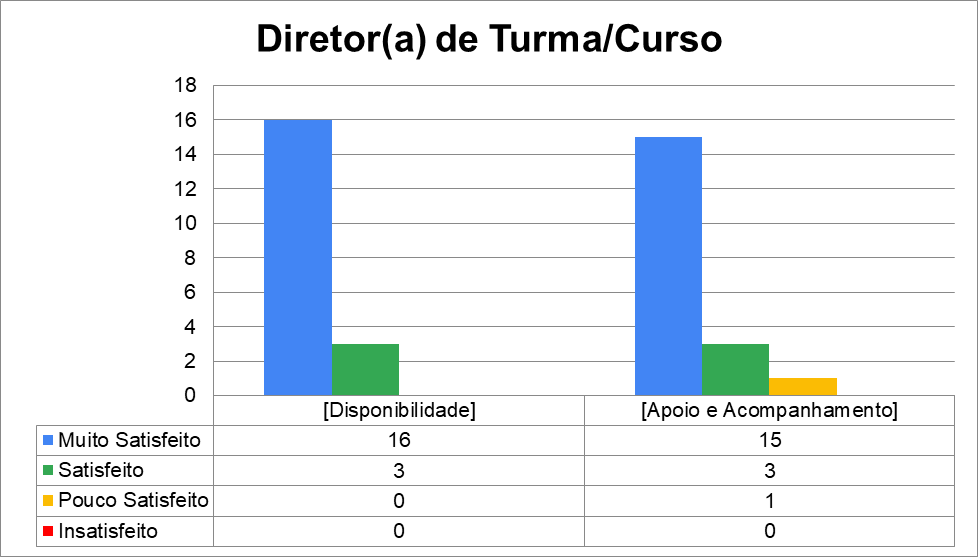 Diretor(a) de Turma/Curso
18
16
14
12
10
8
6
4
2
0
[Disponibilidade] [Apoio e Acompanhamento]
Muito Satisfeito 16 15
Satisfeito 3 3
Pouco Satisfeito 0 1
Insatisfeito 0 0